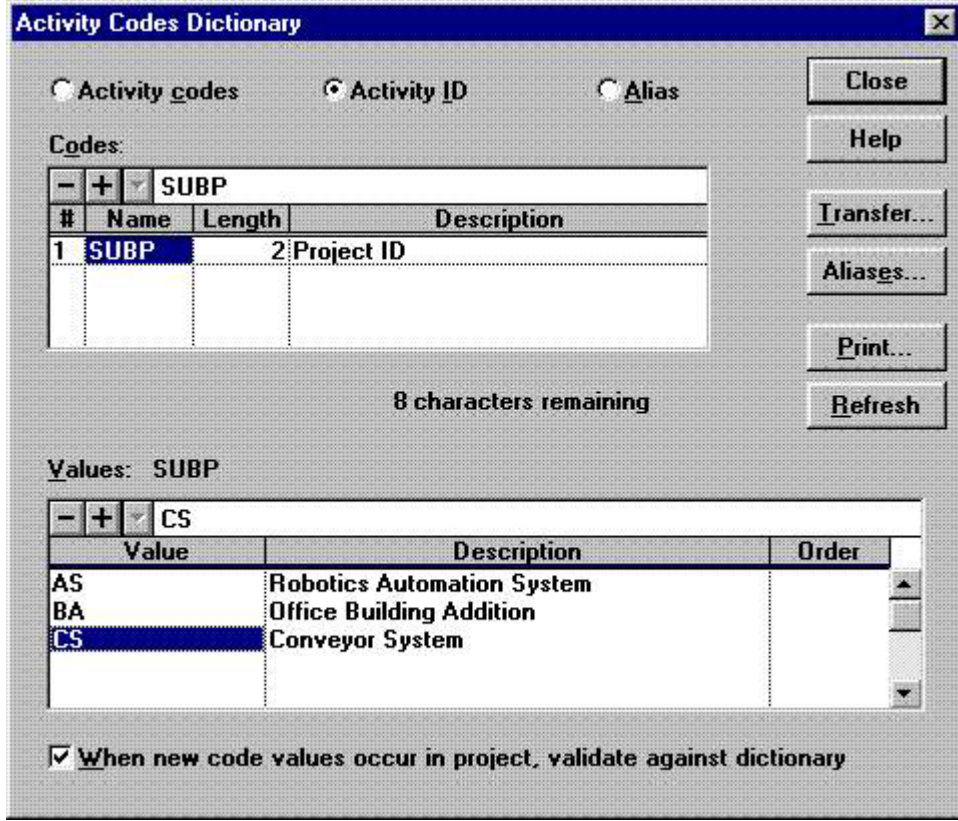 Activity Codes Dictionary
Activity codes Activity ID Alias Close
Codes: Help
- + SUBP
# Name Length Description Transfer...
1 SUBP 2 Project ID
Aliases...
Print...
8 characters remaining Refresh
Values: SUBP
- + CS
Value Description Order
AS Robotics Automation System
BA Office Building Addition
CS Conveyor System
When new code values occur in project, validate against dictionary